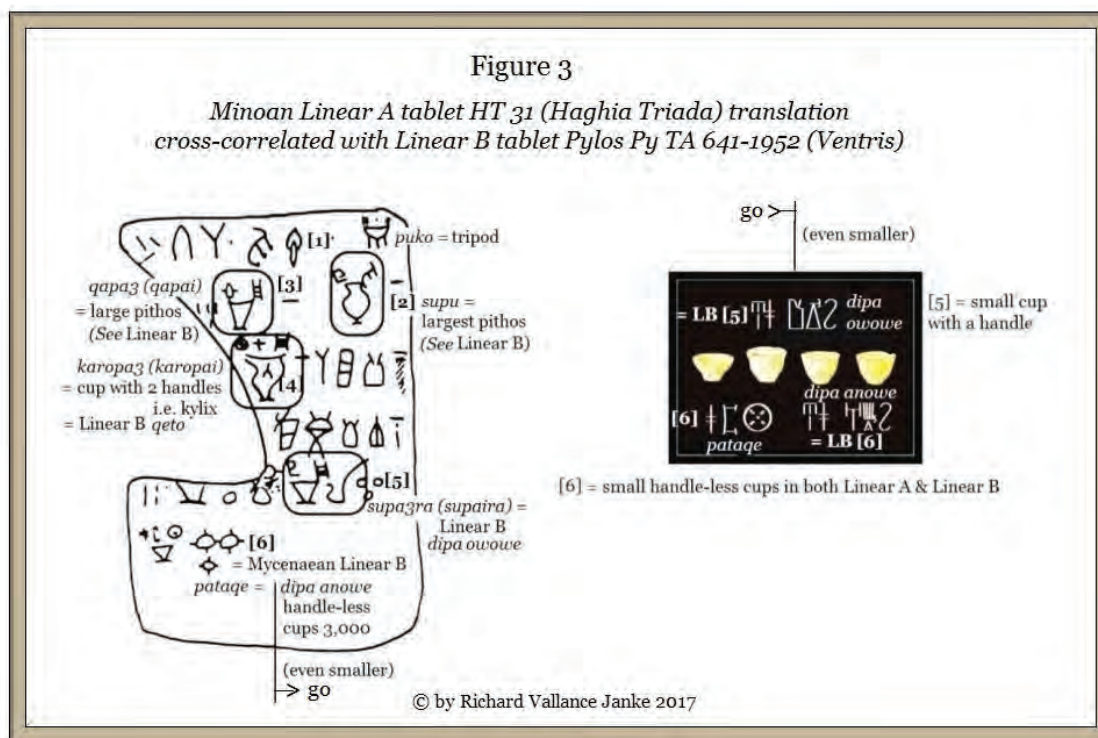 Figure 3
Minoan Linear A tablet HT 31 (Haghia Triada) translation
cross-correlated with Linear B tablet Pylos Py TA 641-1952 (Ventris)
[1]
puko = tripod
qapa3 (qapai)
= large pithos
(See Linear B)
[3]
[2] supu =
largest pithos
(See Linear B)
karopa3 (karopai)
= cup with 2 handles
i.e. kylix
= Linear B qeto
[4]
[5]
supa3ra (supaira) =
Linear B
dipa owowe
[6]
= Mycenaean Linear B
pataqe = dipa anowe
handle-less
cups 3,000
(even smaller)
go
go >
(even smaller)
= LB [5] dipa
owowe
[5] = small cup
with a handle
dipa anowe
[6]
pataqe = LB [6]
[6] = small handle-less cups in both Linear A & Linear B
© by Richard Vallance Janke 2017